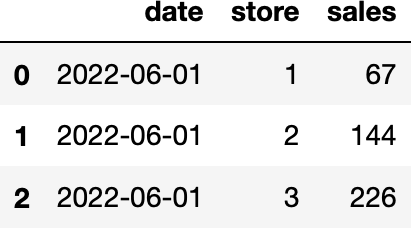 date store sales
0 2022-06-01 1 67
1 2022-06-01 2 144
2 2022-06-01 3 226